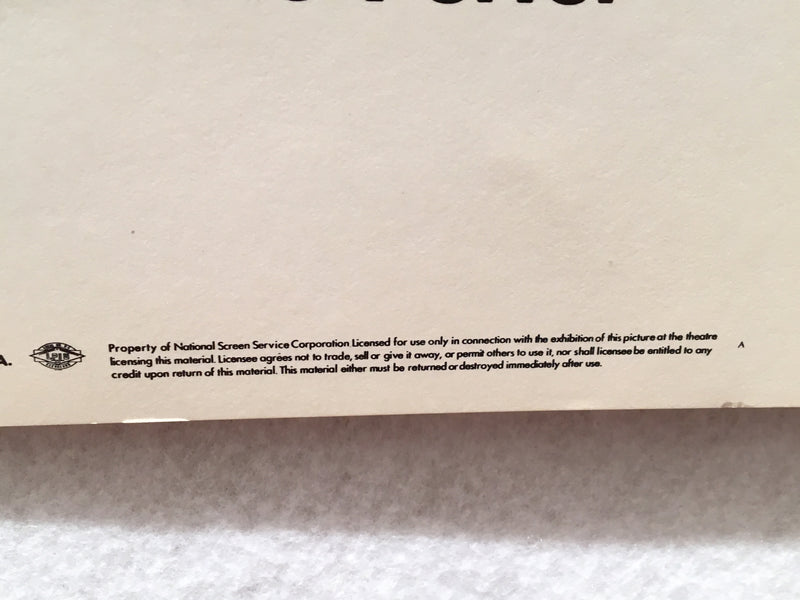 A.
Property of National Screen Service Corporation Licensed for use only in connection with the exhibition of this picture at the theatre
licensing this material. Licensee agrees not to trade, sell or give it away, or permit others to use it, nor shall licensee be entitled to any
credit upon return of this material. This material either must be returned or destroyed immediately after use.
A